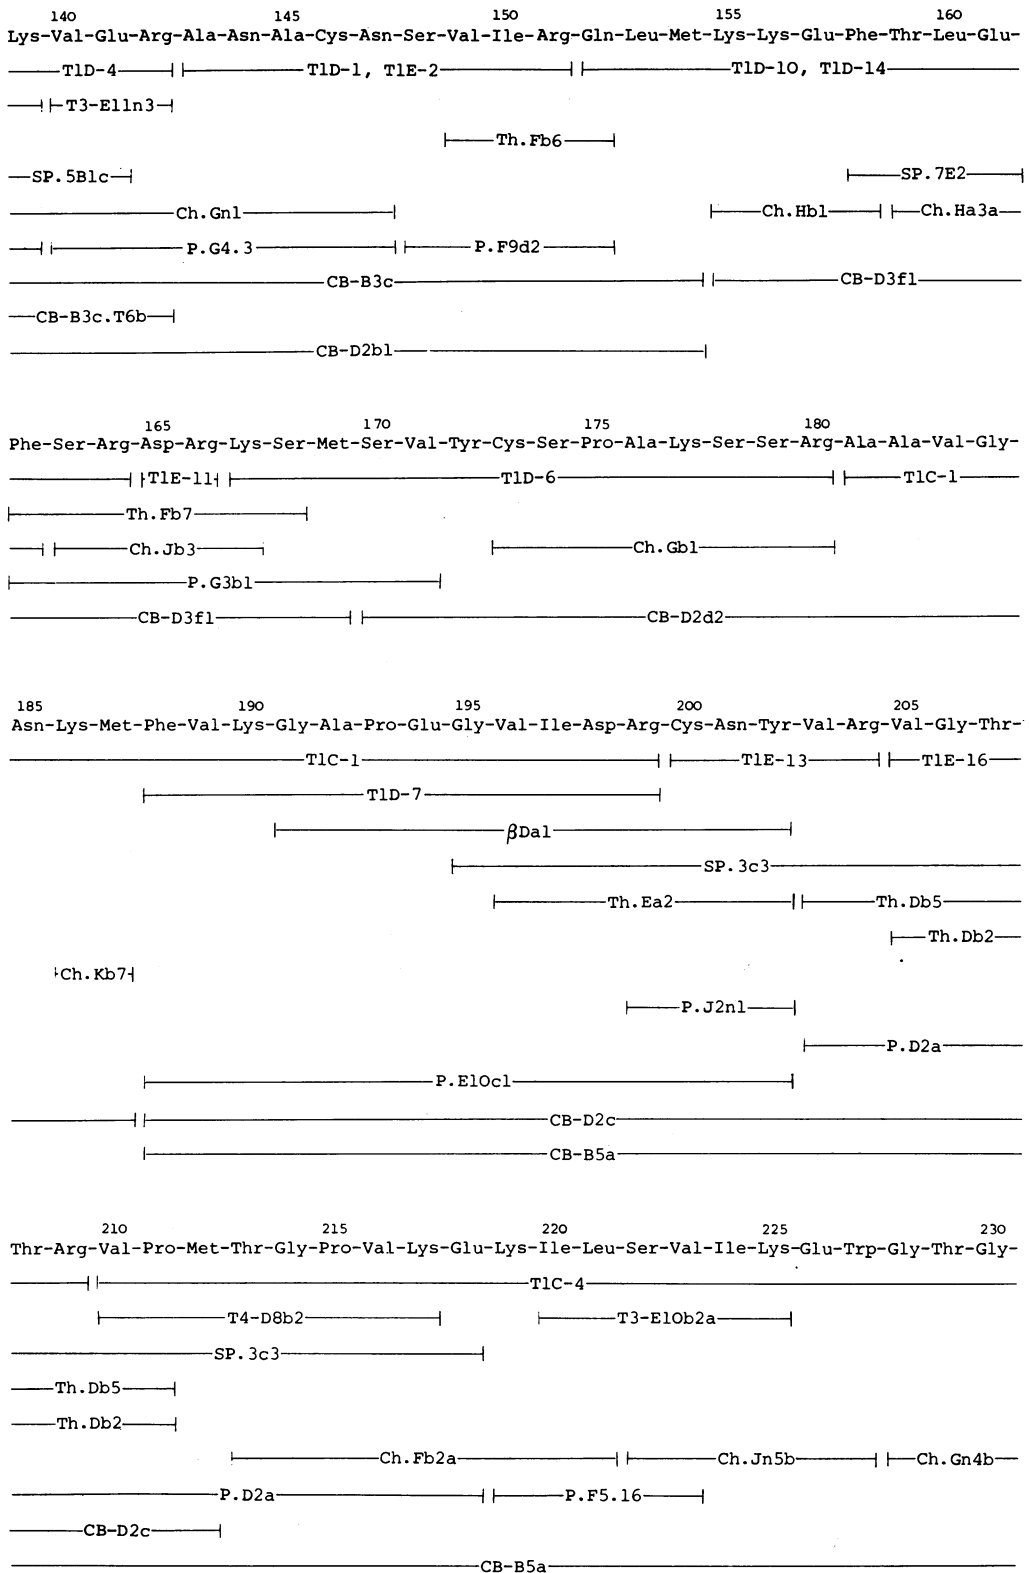 140 145 150 155 160
Lys-Val-Glu-Arg-Ala-Asn-Ala-Cys-Asn-Ser-Val-Ile-Arg-Gln-Leu-Met-Lys-Lys-Glu-Phe-Thr-Leu-Glu-
T1D-4 T1D-1, T1E-2 T1D-10, T1D-14
T3-E11n3
Th.Fb6
SP.5B1c SP.7E2
Ch.Gn1 Ch.Hb1 Ch.Ha3a
P.G4.3 P.F9d2
CB-B3c CB-D3f1
CB-B3c.T6b
CB-D2b1
165 170 175 180
Phe-Ser-Arg-Asp-Arg-Lys-Ser-Met-Ser-Val-Tyr-Cys-Ser-Pro-Ala-Lys-Ser-Ser-Arg-Ala-Ala-Val-Gly-
T1E-11 T1D-6 T1C-1
Th.Fb7
Ch.Jb3 Ch.Gb1
P.G3b1
CB-D3f1 CB-D2d2
185 190 195 200 205
Asn-Lys-Met-Phe-Val-Lys-Gly-Ala-Pro-Glu-Gly-Val-Ile-Asp-Arg-Cys-Asn-Tyr-Val-Arg-Val-Gly-Thr-
T1C-1 T1E-13 T1E-16
T1D-7
βDa1
SP.3c3
Th.Ea2 Th.Db5
Th.Db2
Ch.Kb7
P.J2n1
P.D2a
P.E10c1
CB-D2c
CB-B5a
210 215 220 225 230
Thr-Arg-Val-Pro-Met-Thr-Gly-Pro-Val-Lys-Glu-Lys-Ile-Leu-Ser-Val-Ile-Lys-Glu-Trp-Gly-Thr-Gly-
T1C-4
T4-D8b2 T3-E10b2a
SP.3c3
Th.Db5
Th.Db2
Ch.Fb2a Ch.Jn5b Ch.Gn4b
P.D2a P.F5.16
CB-D2c
CB-B5a